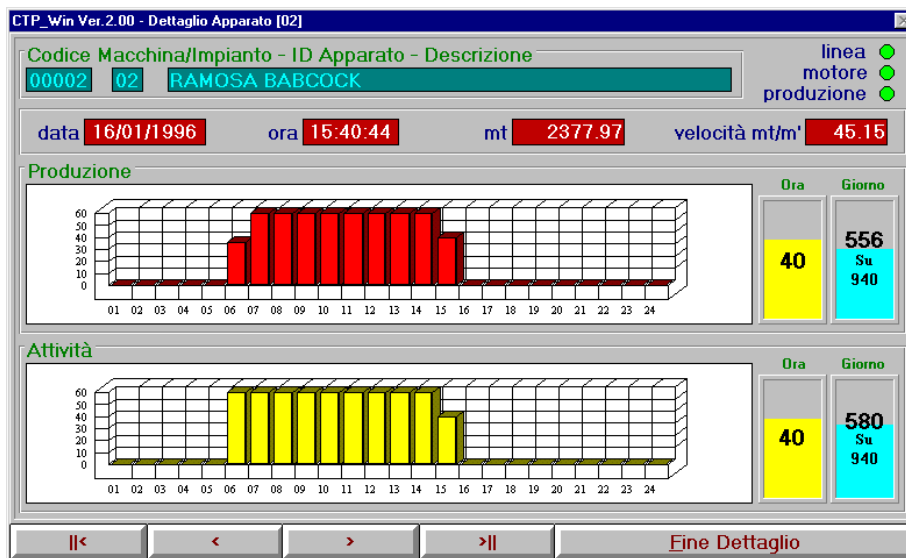 CTP_Win Ver.2.00 - Dettaglio Apparato [02]
Codice Macchina/Impianto - ID Apparato - Descrizione
00002 02 RAMOSA BABCOCK
linea
motore
produzione
data 16/01/1996 ora 15:40:44 mt 2377.97 velocità mt/m' 45.15
Produzione
60
50
40
30
20
10
0
01 02 03 04 05 06 07 08 09 10 11 12 13 14 15 16 17 18 19 20 21 22 23 24
Ora Giorno
40
556
Su
940
Attività
60
50
40
30
20
10
0
01 02 03 04 05 06 07 08 09 10 11 12 13 14 15 16 17 18 19 20 21 22 23 24
Ora Giorno
40
580
Su
940
||< < > >|| Fine Dettaglio